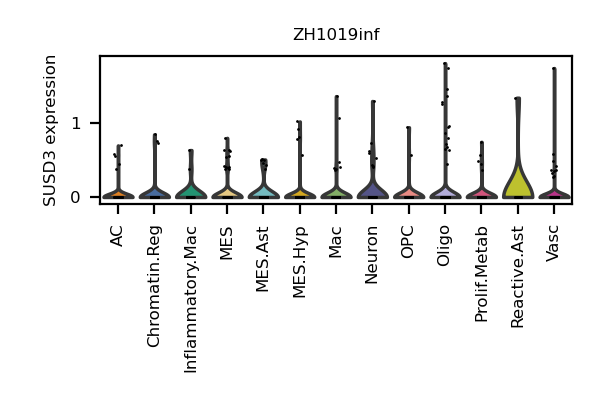 ZH1019inf
SUSD3 expression
1
0
AC
Chromatin.Reg
Inflammatory.Mac
MES
MES.Ast
MES.Hyp
Mac
Neuron
OPC
Oligo
Prolif.Metab
Reactive.Ast
Vasc